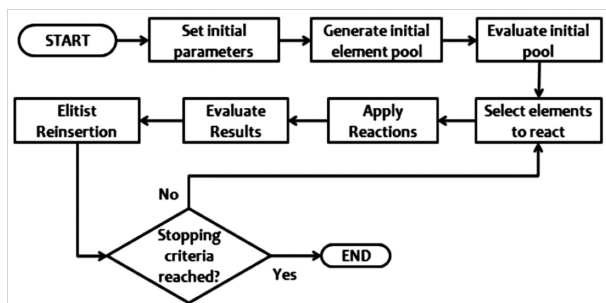 START
Set initial
parameters
Generate initial
element pool
Evaluate initial
pool
Select elements
to react
Apply
Reactions
Evaluate
Results
Elitist
Reinsertion
Stopping
criteria
reached?
No
Yes
END